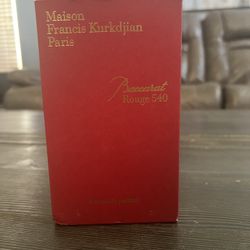 Maison
Francis Kurkdjian
Paris
Baccarat
Rouge 540